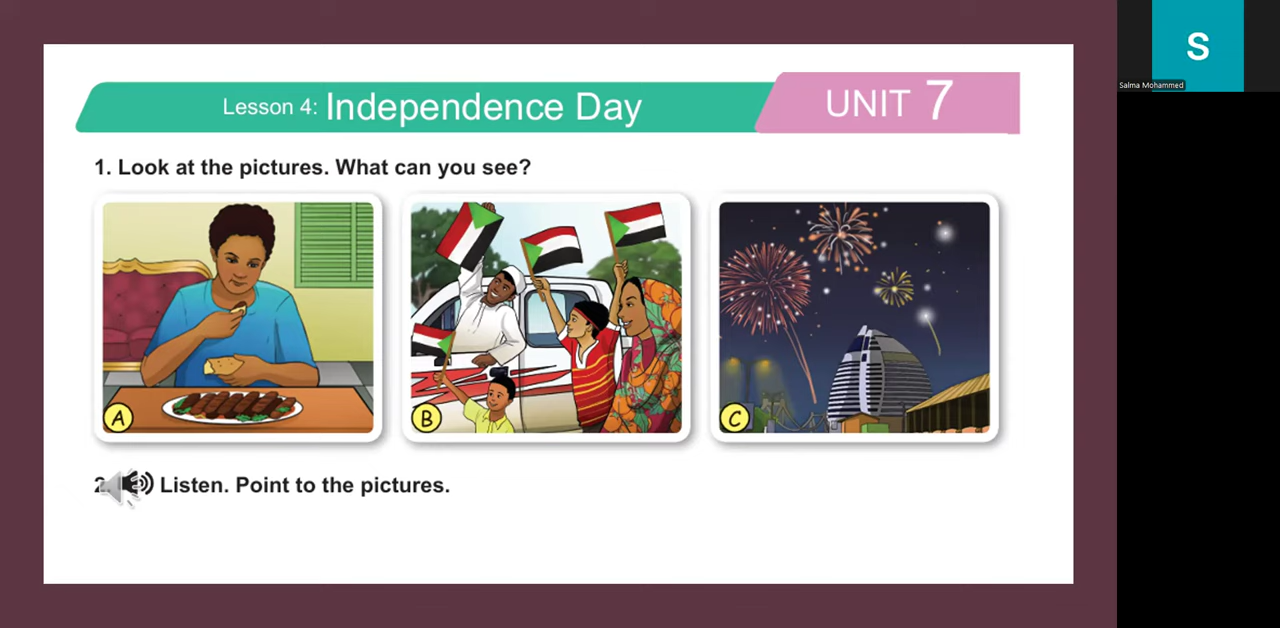 S
Salma Mohammed
Lesson 4: Independence Day UNIT 7
1. Look at the pictures. What can you see?
A B C
2. Listen. Point to the pictures.